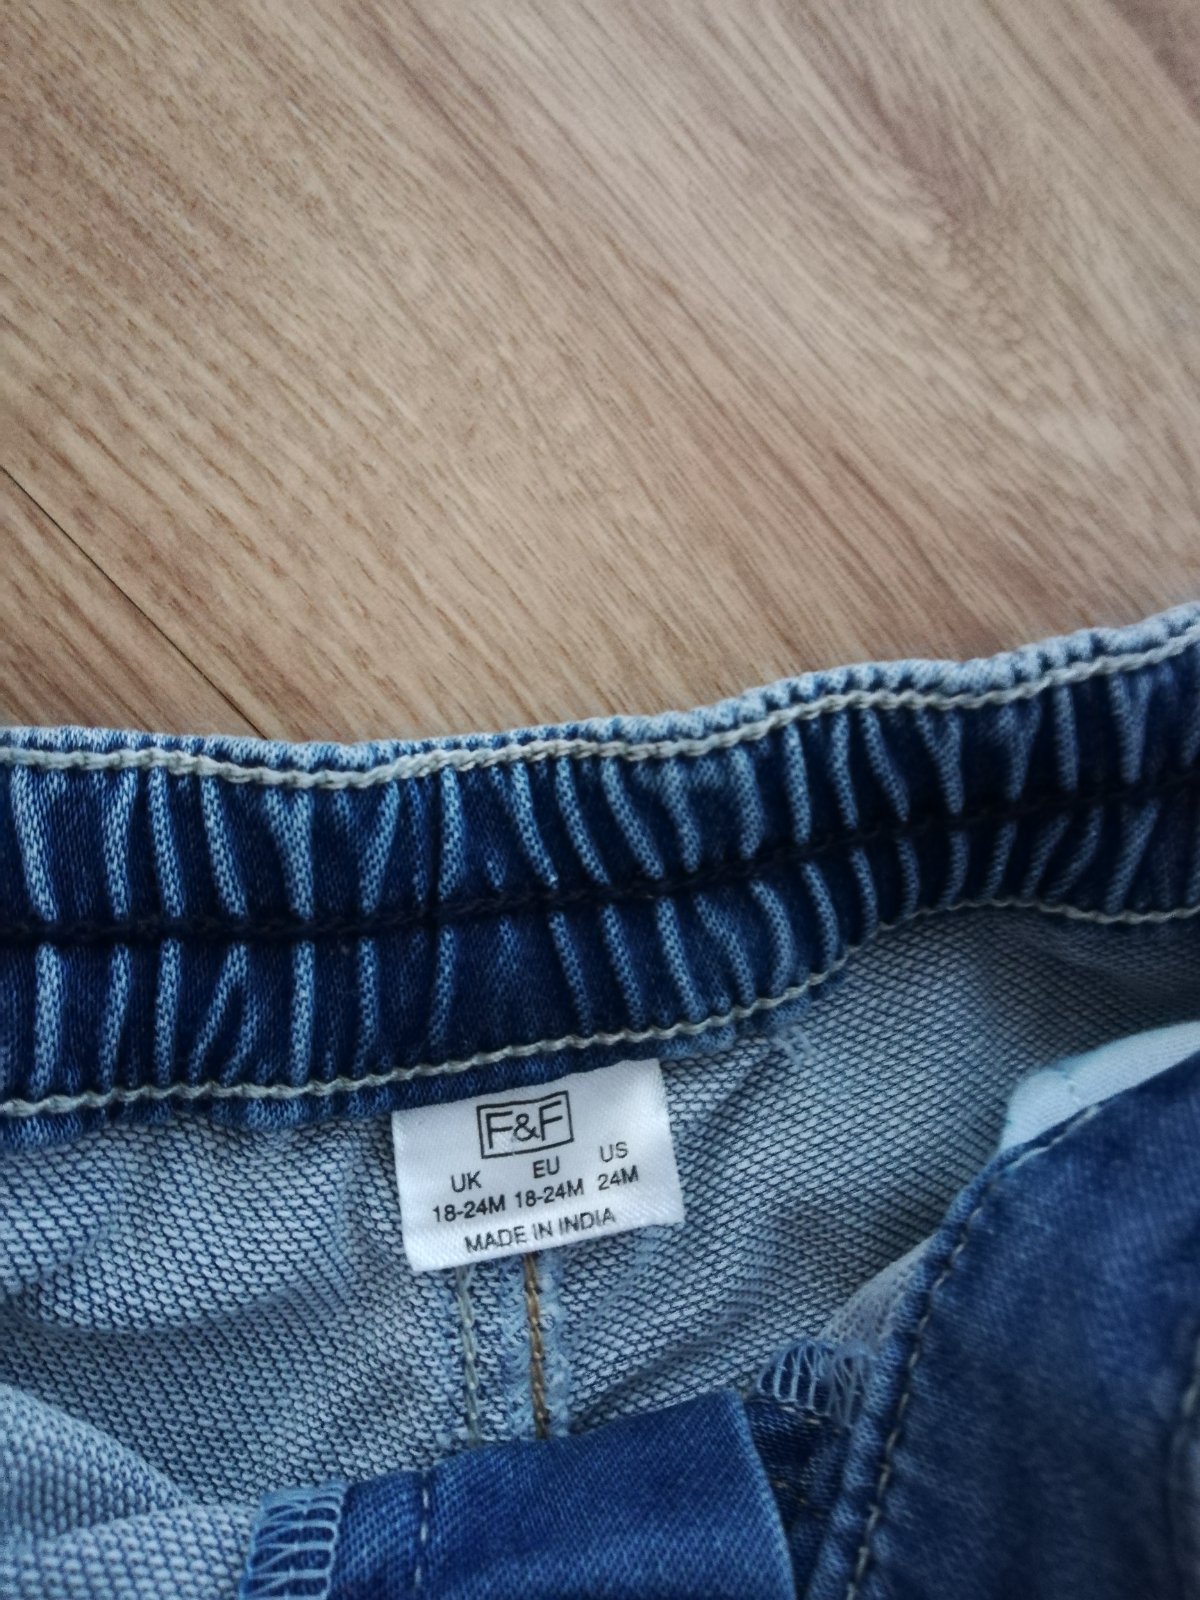 F&F
UK EU US
18-24M 18-24M 24M
MADE IN INDIA